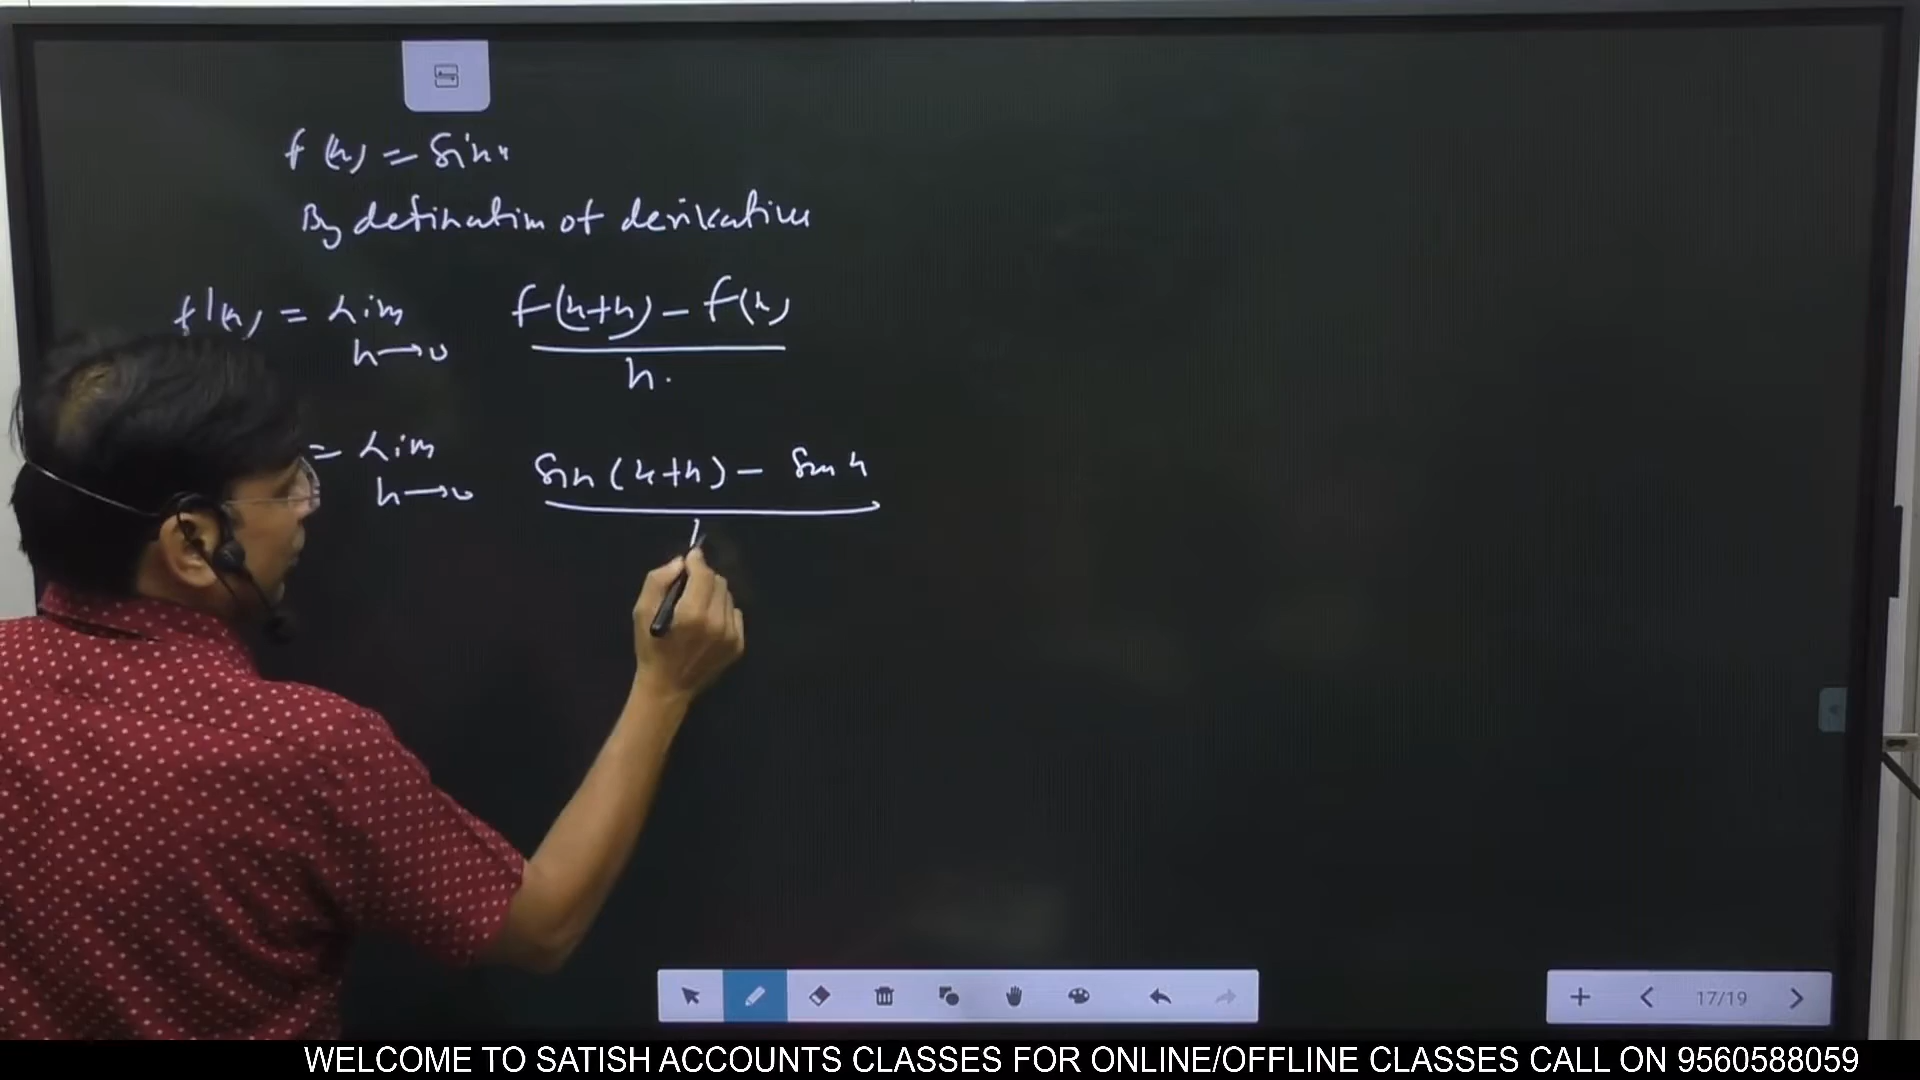 f(x) = sin x
By defination of derivative
f'(x) = Lim f(x+h) - f(x)
h→0 h.
= Lim sin (x+h) - sin x
h→0
17/19
WELCOME TO SATISH ACCOUNTS CLASSES FOR ONLINE/OFFLINE CLASSES CALL ON 9560588059